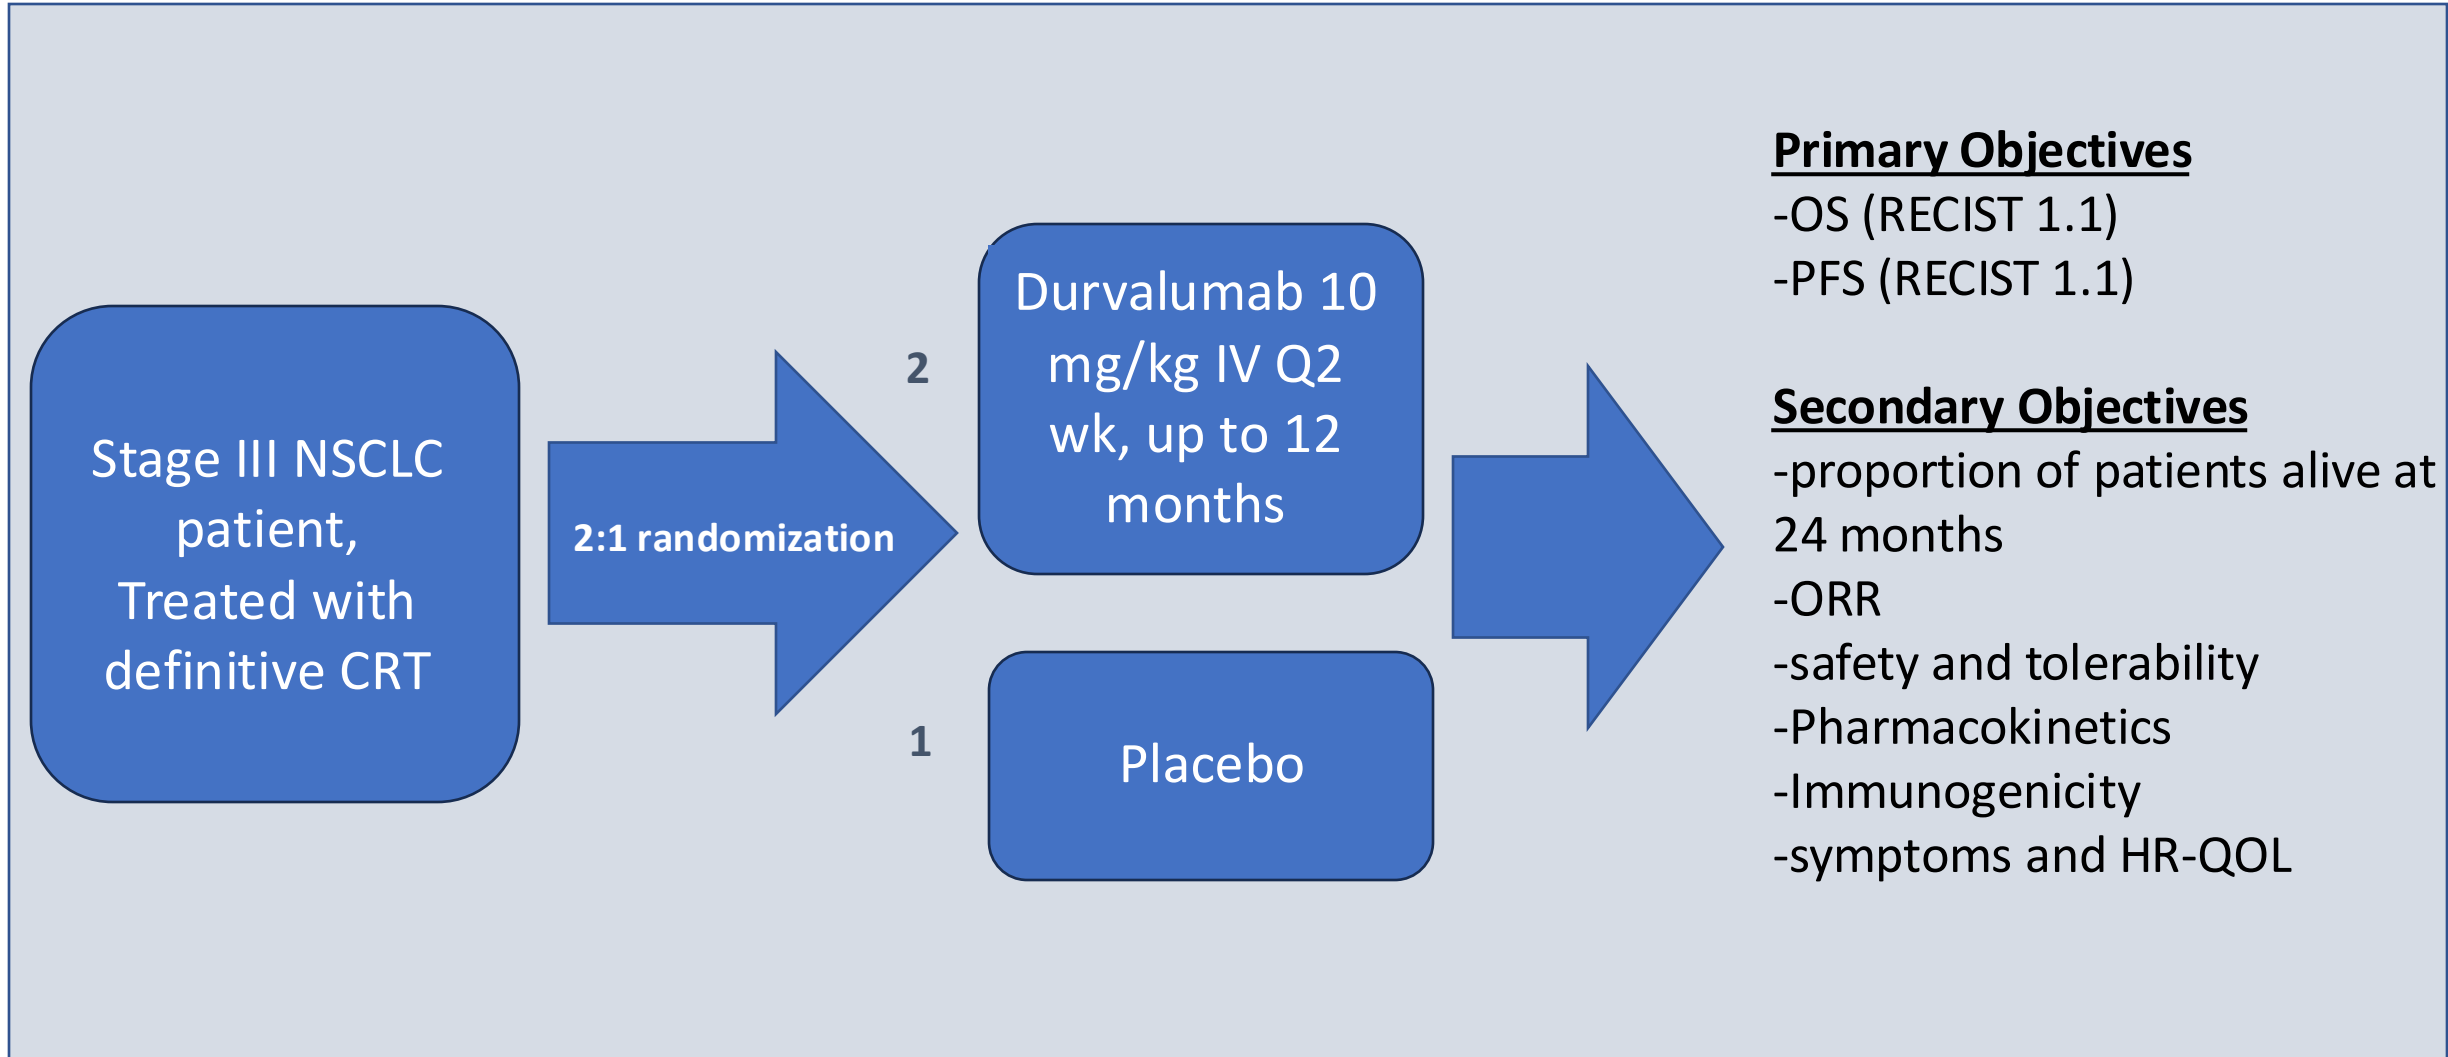 Stage III NSCLC
patient,
Treated with
definitive CRT
2:1 randomization
2
Durvalumab 10
mg/kg IV Q2
wk, up to 12
months
1
Placebo
Primary Objectives
-OS (RECIST 1.1)
-PFS (RECIST 1.1)
Secondary Objectives
-proportion of patients alive at
24 months
-ORR
-safety and tolerability
-Pharmacokinetics
-Immunogenicity
-symptoms and HR-QOL